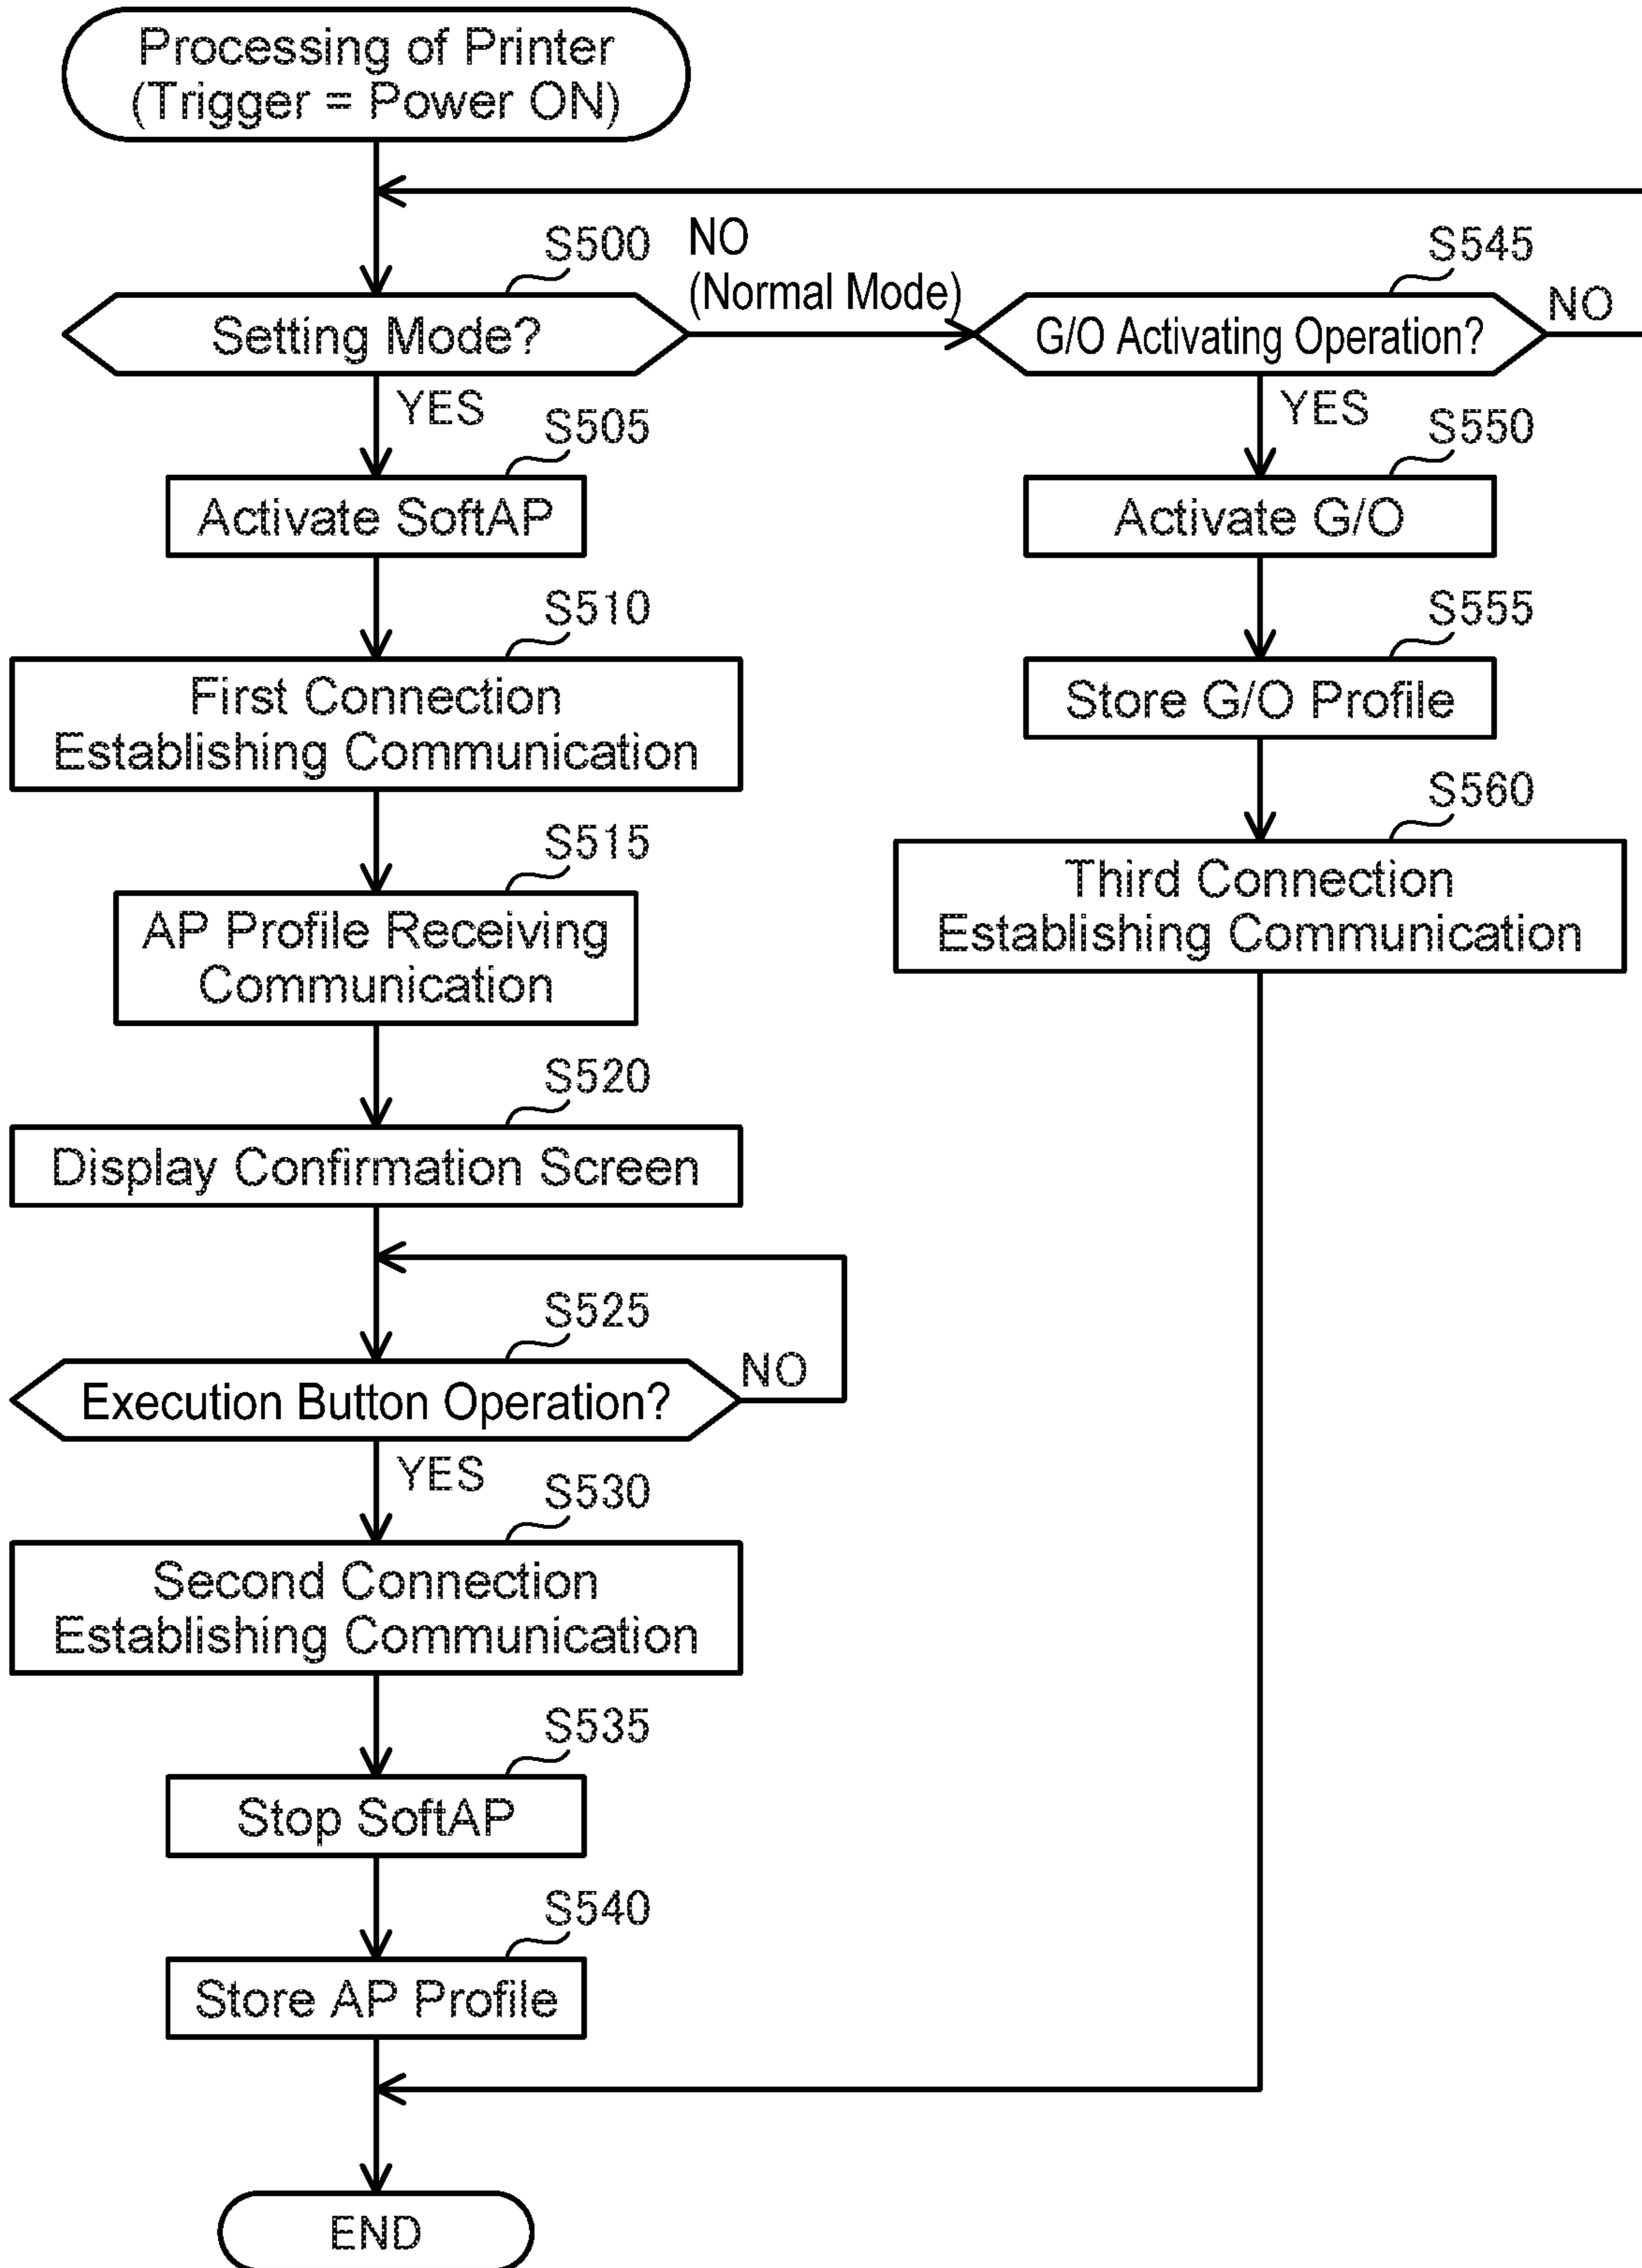 Processing of Printer
(Trigger = Power ON)
S500
Setting Mode?
NO
(Normal Mode)
YES
S505
Activate SoftAP
S510
First Connection
Establishing Communication
S515
AP Profile Receiving
Communication
S520
Display Confirmation Screen
S525
Execution Button Operation?
NO
YES
S530
Second Connection
Establishing Communication
S535
Stop SoftAP
S540
Store AP Profile
S545
G/O Activating Operation?
NO
YES
S550
Activate G/O
S555
Store G/O Profile
S560
Third Connection
Establishing Communication
END